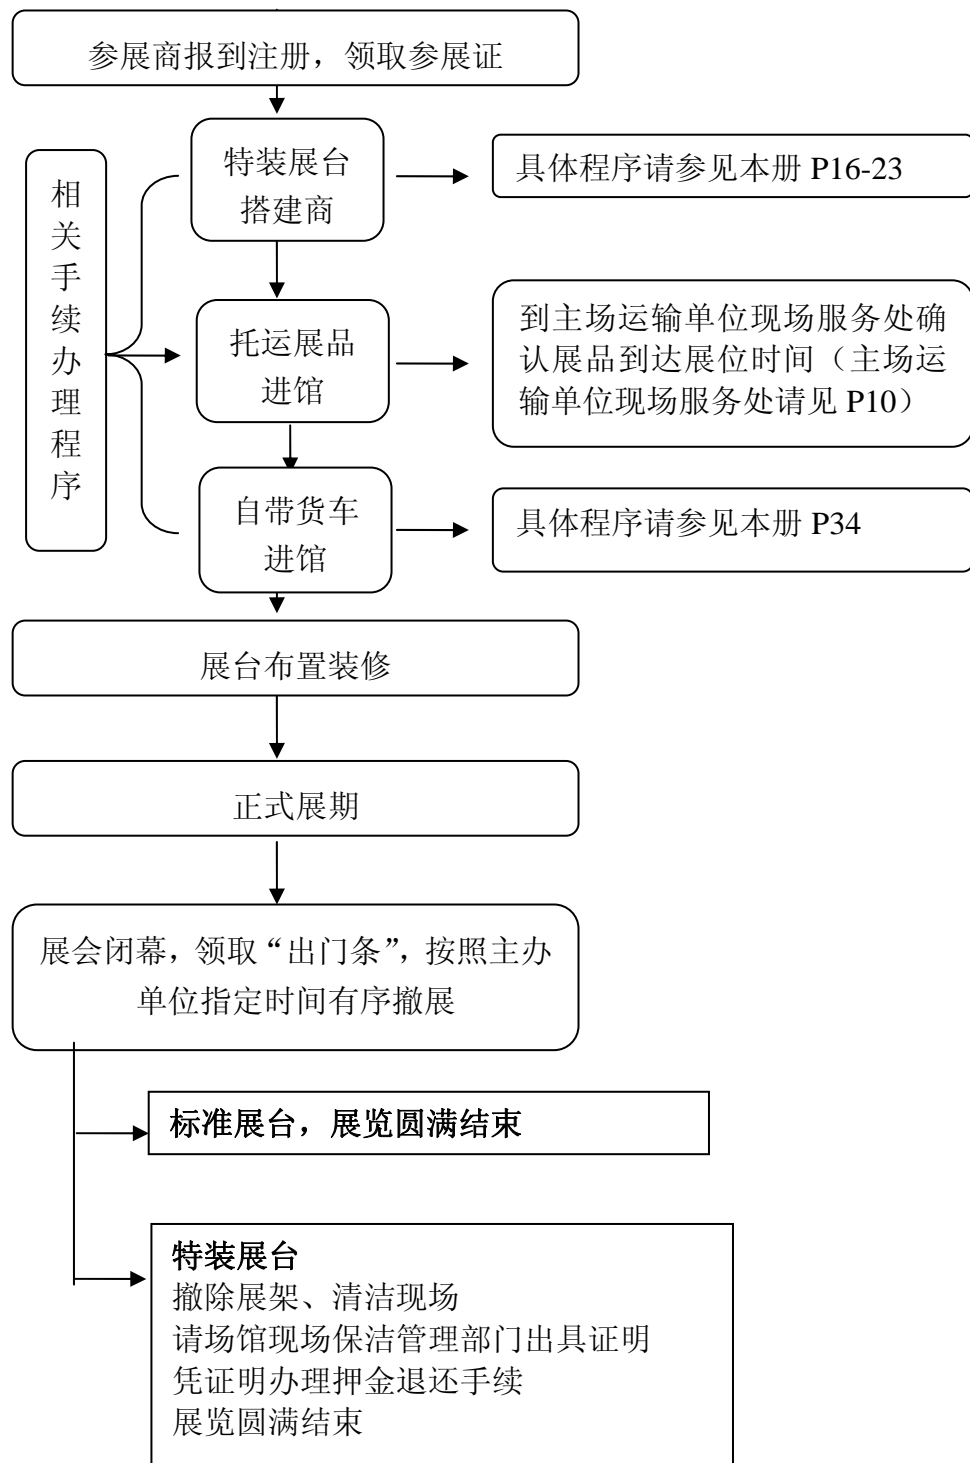 参展商报到注册，领取参展证
特装展台
搭建商
具体程序请参见本册 P16-23
相
关
手
续
办
理
程
序
托运展品
进馆
到主场运输单位现场服务处确
认展品到达展位时间（主场运
输单位现场服务处请见 P10）
自带货车
进馆
具体程序请参见本册 P34
展台布置装修
正式展期
展会闭幕，领取“出门条”，按照主办
单位指定时间有序撤展
标准展台，展览圆满结束
特装展台
撤除展架、清洁现场
请场馆现场保洁管理部门出具证明
凭证明办理押金退还手续
展览圆满结束